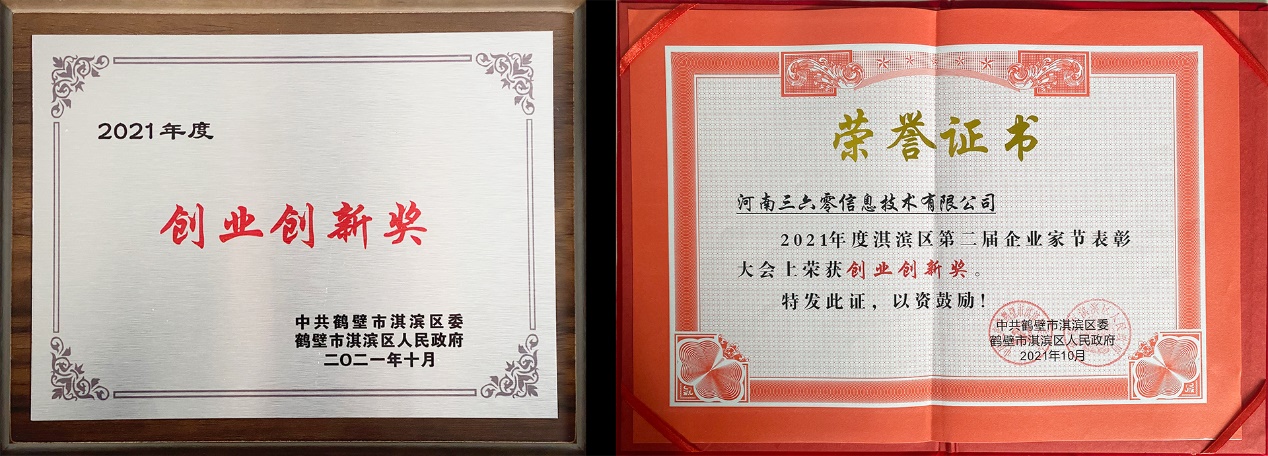 2021年度
创业创新奖
中共鹤壁市淇滨区委
鹤壁市淇滨区人民政府
二〇二一年十月
荣誉证书
河南三六零信息技术有限公司
2021年度淇滨区第二届企业家节表彰
大会上荣获创业创新奖。
特发此证，以资鼓励！
中共鹤壁市淇滨区委
鹤壁市淇滨区人民政府
2021年10月